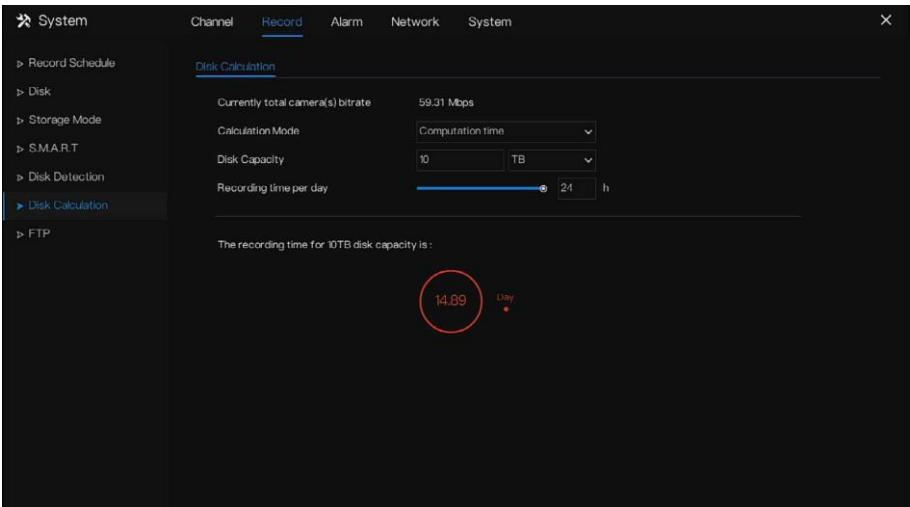 System Channel Record Alarm Network System
Record Schedule
Disk
Storage Mode
S.M.A.R.T
Disk Detection
Disk Calculation
FTP
Disk Calculation
Currently total camera(s) bitrate 59.31 Mbps
Calculation Mode Computation time
Disk Capacity 10 TB
Recording time per day 24 h
The recording time for 10TB disk capacity is :
14.89 Day